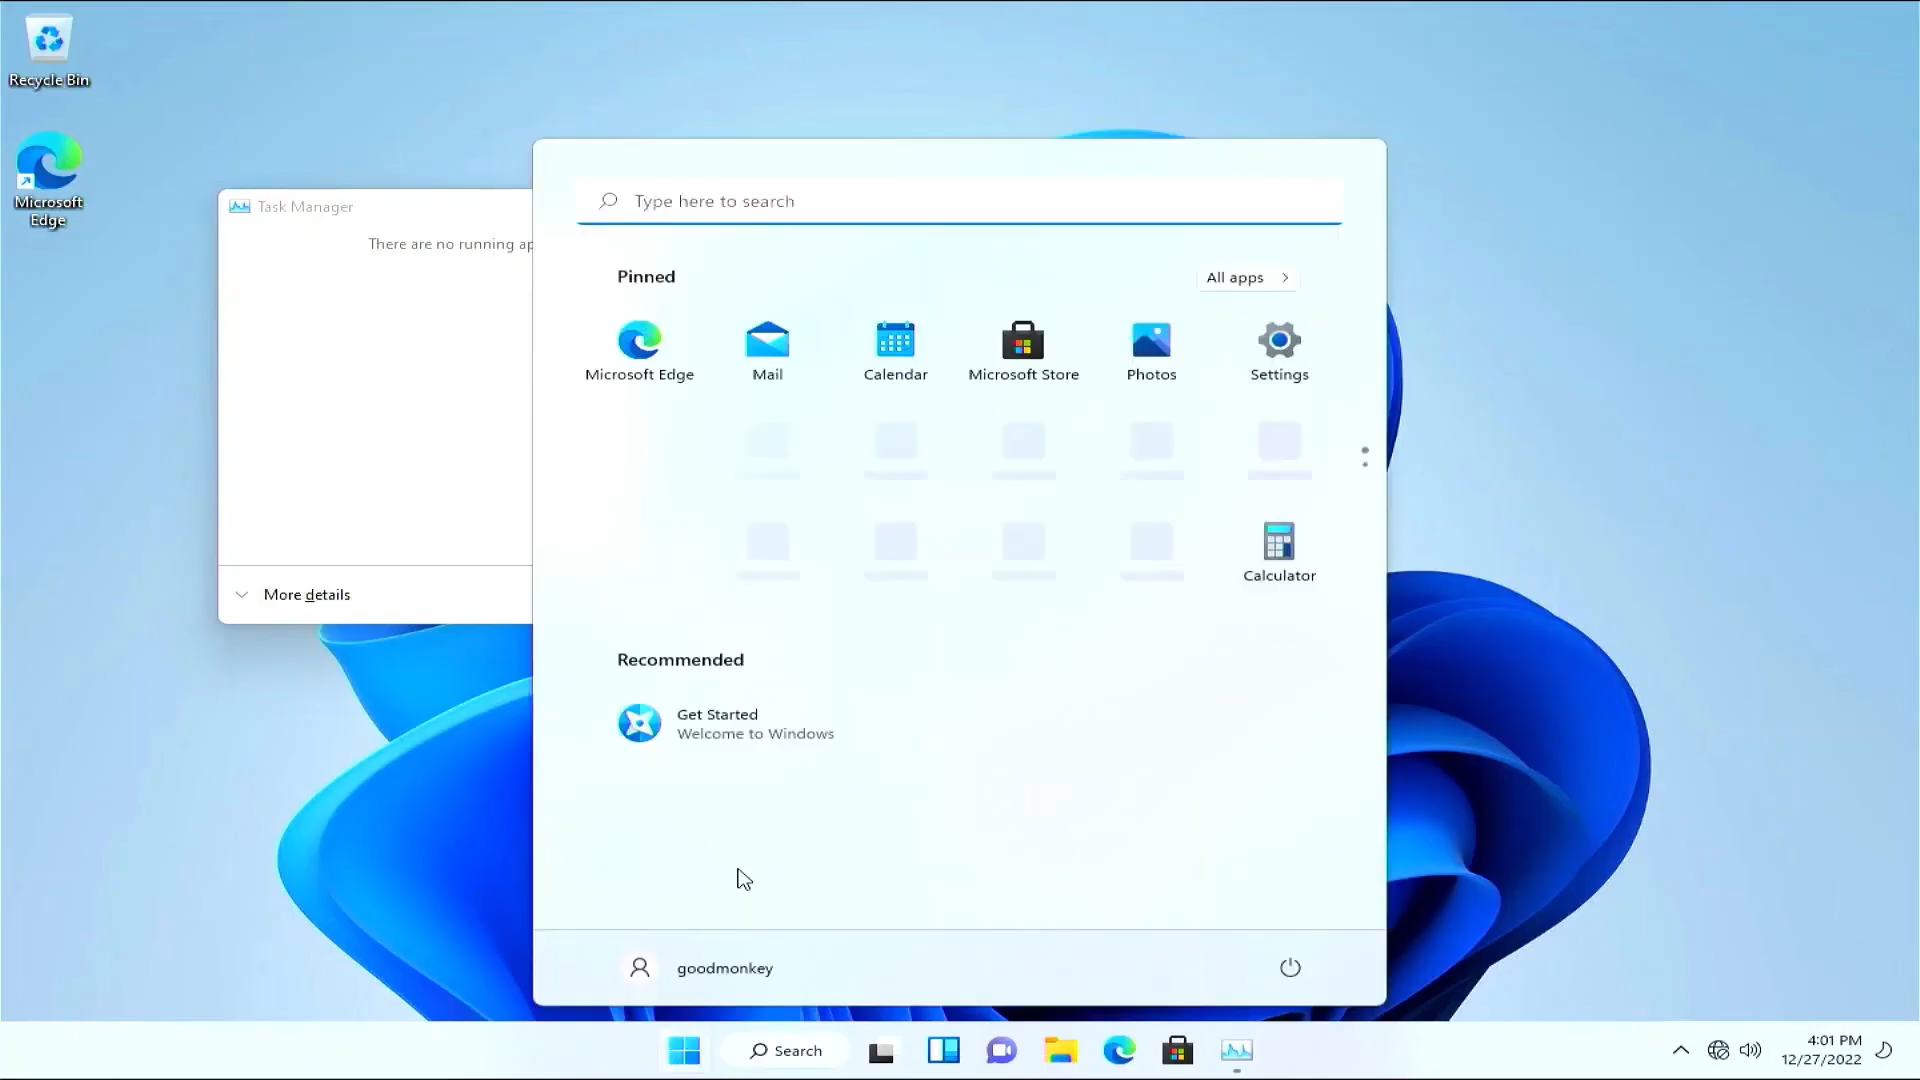 Recycle Bin
Microsoft
Edge
Task Manager
There are no running ap
More details
Type here to search
Pinned
All apps
Microsoft Edge
Mail
Calendar
Microsoft Store
Photos
Settings
Calculator
Recommended
Get Started
Welcome to Windows
goodmonkey
Search
4:01 PM
12/27/2022